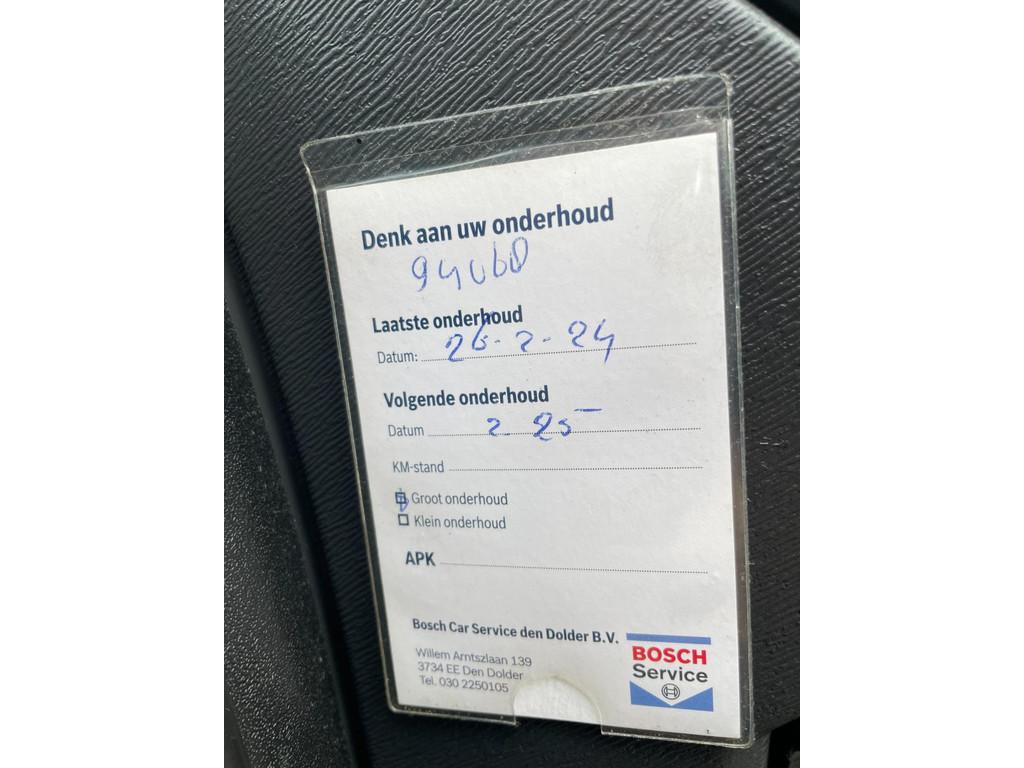 Denk aan uw onderhoud
94060
Laatste onderhoud
Datum: 26-2-24
Volgende onderhoud
Datum 2 25
KM-stand
Groot onderhoud
Klein onderhoud
APK
Bosch Car Service den Dolder B.V.
Willem Arntszlaan 139
3734 EE Den Dolder
Tel. 030 2250105
BOSCH
Service